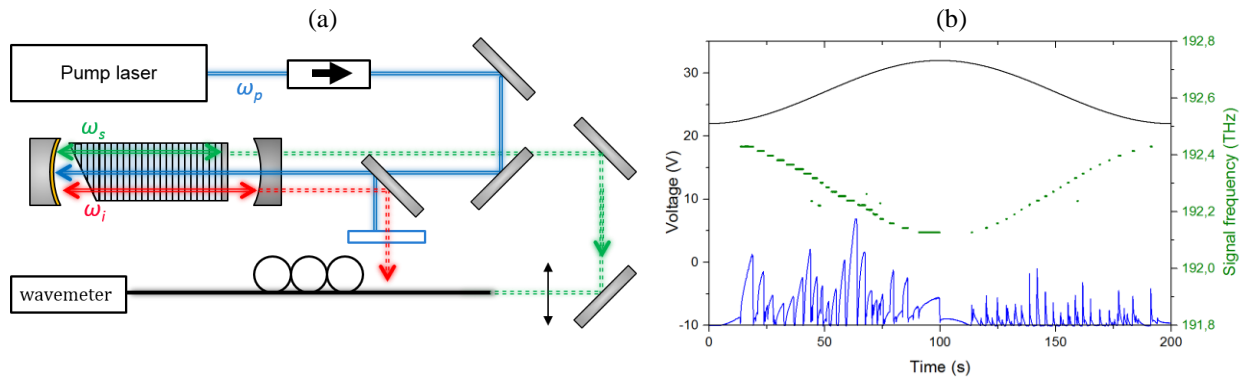 (a)
Pump laser
ωp
ωs
ωi
wavemeter
(b)
Voltage (V)
30
20
10
0
-10
192,8
192,6
192,4
192,2
192,0
191,8
Signal frequency (THz)
0
50
100
150
200
Time (s)